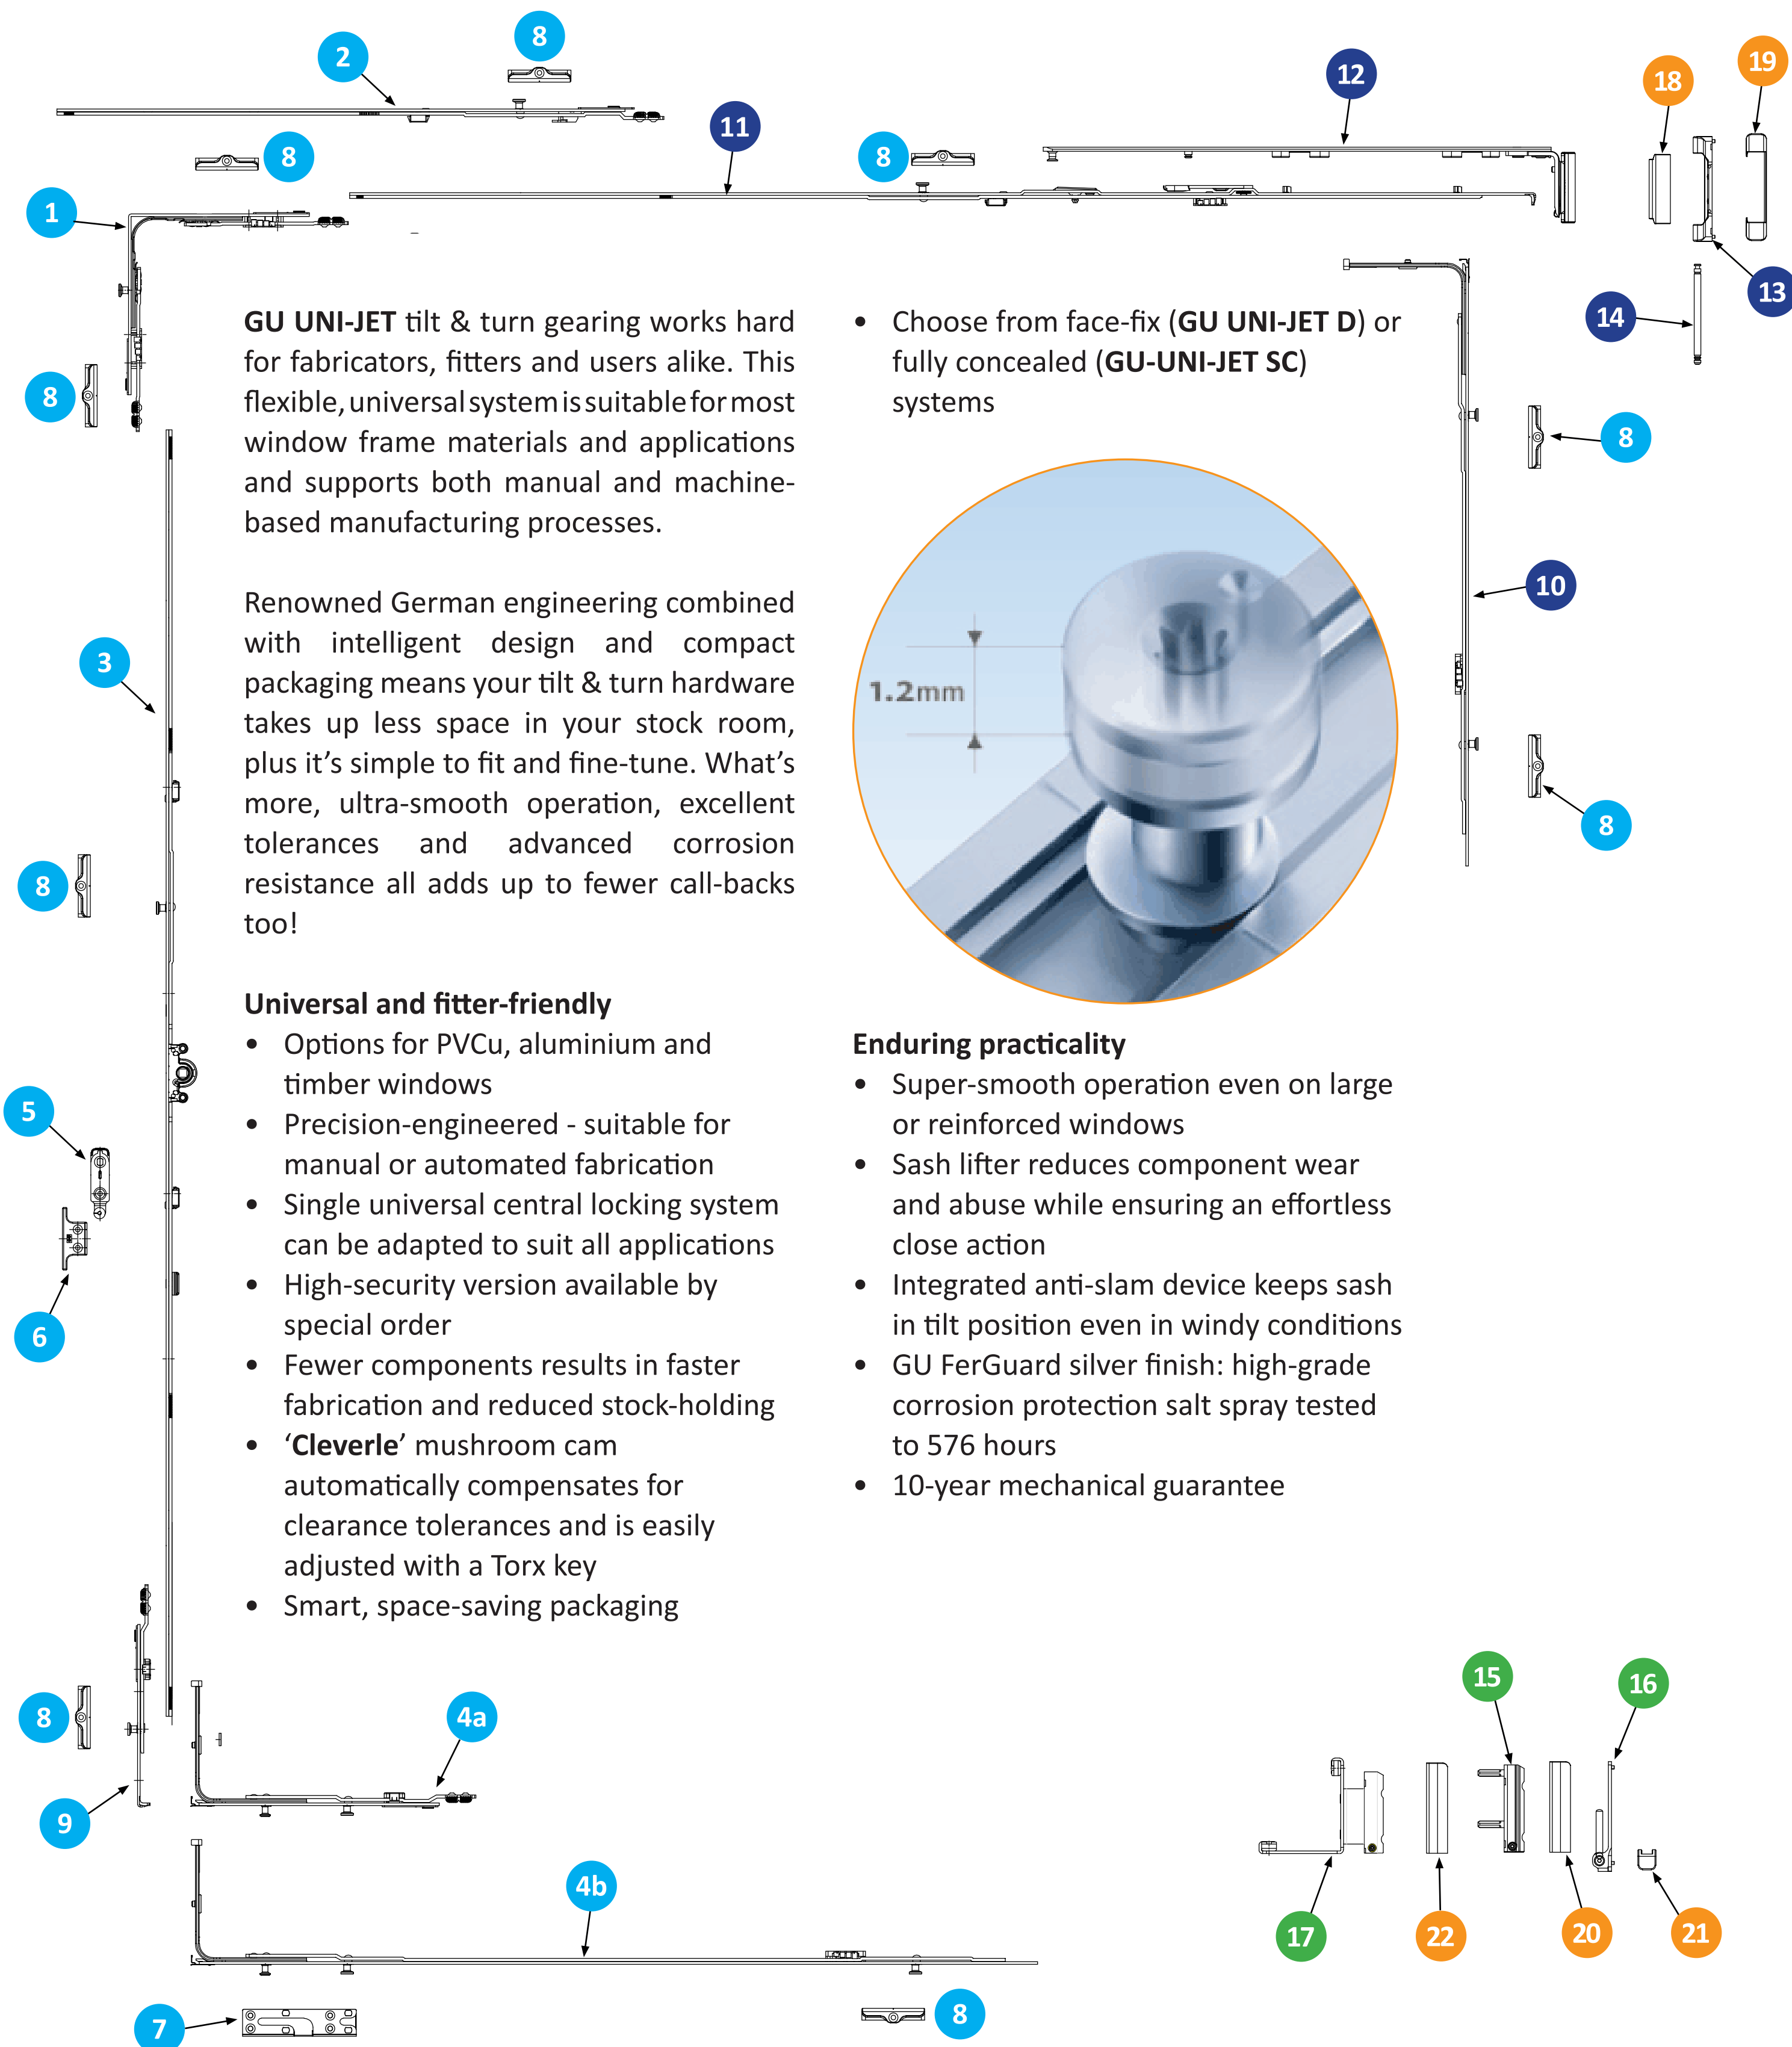 2
8
12
19
18
11
8
8
1
13
14
GU UNI-JET tilt & turn gearing works hard
for fabricators, fitters and users alike. This
flexible, universal system is suitable for most
window frame materials and applications
and supports both manual and machine-
based manufacturing processes.
Renowned German engineering combined
with intelligent design and compact
packaging means your tilt & turn hardware
takes up less space in your stock room,
plus it’s simple to fit and fine-tune. What’s
more, ultra-smooth operation, excellent
tolerances and advanced corrosion
resistance all adds up to fewer call-backs
too!
Universal and fitter-friendly
• Options for PVCu, aluminium and
timber windows
• Precision-engineered - suitable for
manual or automated fabrication
• Single universal central locking system
can be adapted to suit all applications
• High-security version available by
special order
• Fewer components results in faster
fabrication and reduced stock-holding
• ‘Cleverle’ mushroom cam
automatically compensates for
clearance tolerances and is easily
adjusted with a Torx key
• Smart, space-saving packaging
• Choose from face-fix (GU UNI-JET D) or
fully concealed (GU-UNI-JET SC)
systems
1.2mm
Enduring practicality
• Super-smooth operation even on large
or reinforced windows
• Sash lifter reduces component wear
and abuse while ensuring an effortless
close action
• Integrated anti-slam device keeps sash
in tilt position even in windy conditions
• GU FerGuard silver finish: high-grade
corrosion protection salt spray tested
to 576 hours
• 10-year mechanical guarantee
8
8
10
3
8
8
5
6
8
4a
15
16
9
4b
17
22
20
21
7
8